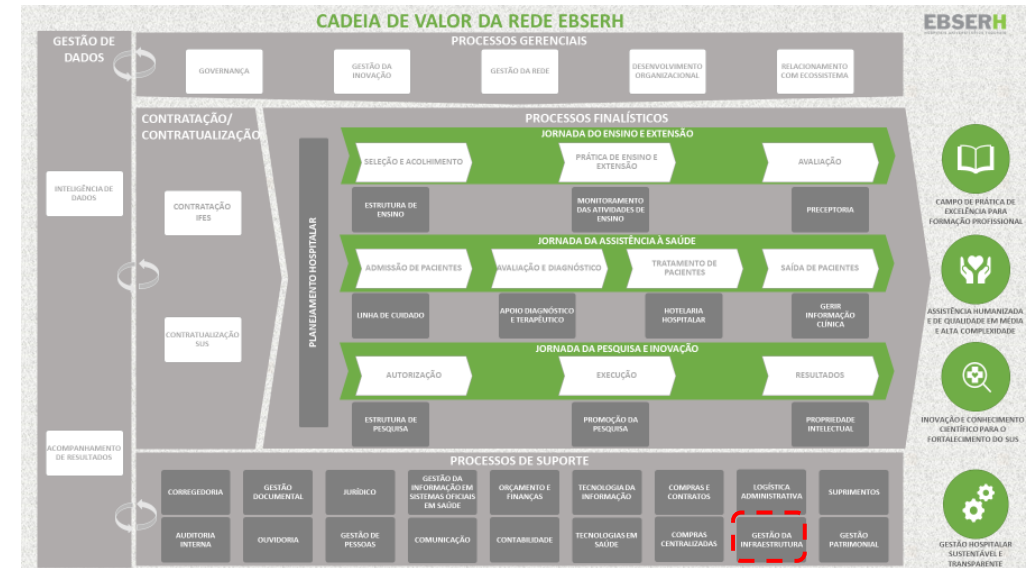 CADEIA DE VALOR DA REDE EBSERH
EBSERH
GESTÃO DE
DADOS
INTELIGÊNCIA DE
DADOS
ACOMPANHAMENTO
DE RESULTADOS
PROCESSOS GERENCIAIS
GOVERNANÇA
GESTÃO DA
INOVAÇÃO
GESTÃO DA REDE
DESENVOLVIMENTO
ORGANIZACIONAL
RELACIONAMENTO
COM ECOSSISTEMA
CONTRATAÇÃO/
CONTRATUALIZAÇÃO
CONTRATAÇÃO
IFES
CONTRATUALIZAÇÃO
SUS
PROCESSOS FINALÍSTICOS
PLANEJAMENTO HOSPITALAR
JORNADA DO ENSINO E EXTENSÃO
SELEÇÃO E ACOLHIMENTO
PRÁTICA DE ENSINO E
EXTENSÃO
AVALIAÇÃO
ESTRUTURA DE
ENSINO
MONITORAMENTO
DAS ATIVIDADES DE
ENSINO
PRECEPTORIA
JORNADA DA ASSISTÊNCIA À SAÚDE
ADMISSÃO DE PACIENTES
AVALIAÇÃO E DIAGNÓSTICO
TRATAMENTO DE
PACIENTES
SAÍDA DE PACIENTES
LINHA DE CUIDADO
APOIO DIAGNÓSTICO
E TERAPÊUTICO
HOTELARIA
HOSPITALAR
GERIR
INFORMAÇÃO
CLÍNICA
JORNADA DA PESQUISA E INOVAÇÃO
AUTORIZAÇÃO
EXECUÇÃO
RESULTADOS
ESTRUTURA DE
PESQUISA
PROMOÇÃO DA
PESQUISA
PROPRIEDADE
INTELECTUAL
PROCESSOS DE SUPORTE
CORREGEDORIA
GESTÃO
DOCUMENTAL
JURÍDICO
GESTÃO DA
INFORMAÇÃO EM
SISTEMAS OFICIAIS
EM SAÚDE
ORÇAMENTO E
FINANÇAS
TECNOLOGIA DA
INFORMAÇÃO
COMPRAS E
CONTRATOS
LOGÍSTICA
ADMINISTRATIVA
SUPRIMENTOS
AUDITORIA
INTERNA
OUVIDORIA
GESTÃO DE
PESSOAS
COMUNICAÇÃO
CONTABILIDADE
TECNOLOGIAS EM
SAÚDE
COMPRAS
CENTRALIZADAS
GESTÃO DA
INFRAESTRUTURA
GESTÃO
PATRIMONIAL
CAMPO DE PRÁTICA DE
EXCELÊNCIA PARA
FORMAÇÃO PROFISSIONAL
ASSISTÊNCIA HUMANIZADA
E DE QUALIDADE EM MÉDIA
E ALTA COMPLEXIDADE
INOVAÇÃO E CONHECIMENTO
CIENTÍFICO PARA O
FORTALECIMENTO DO SUS
GESTÃO HOSPITALAR
SUSTENTÁVEL E
TRANSPARENTE